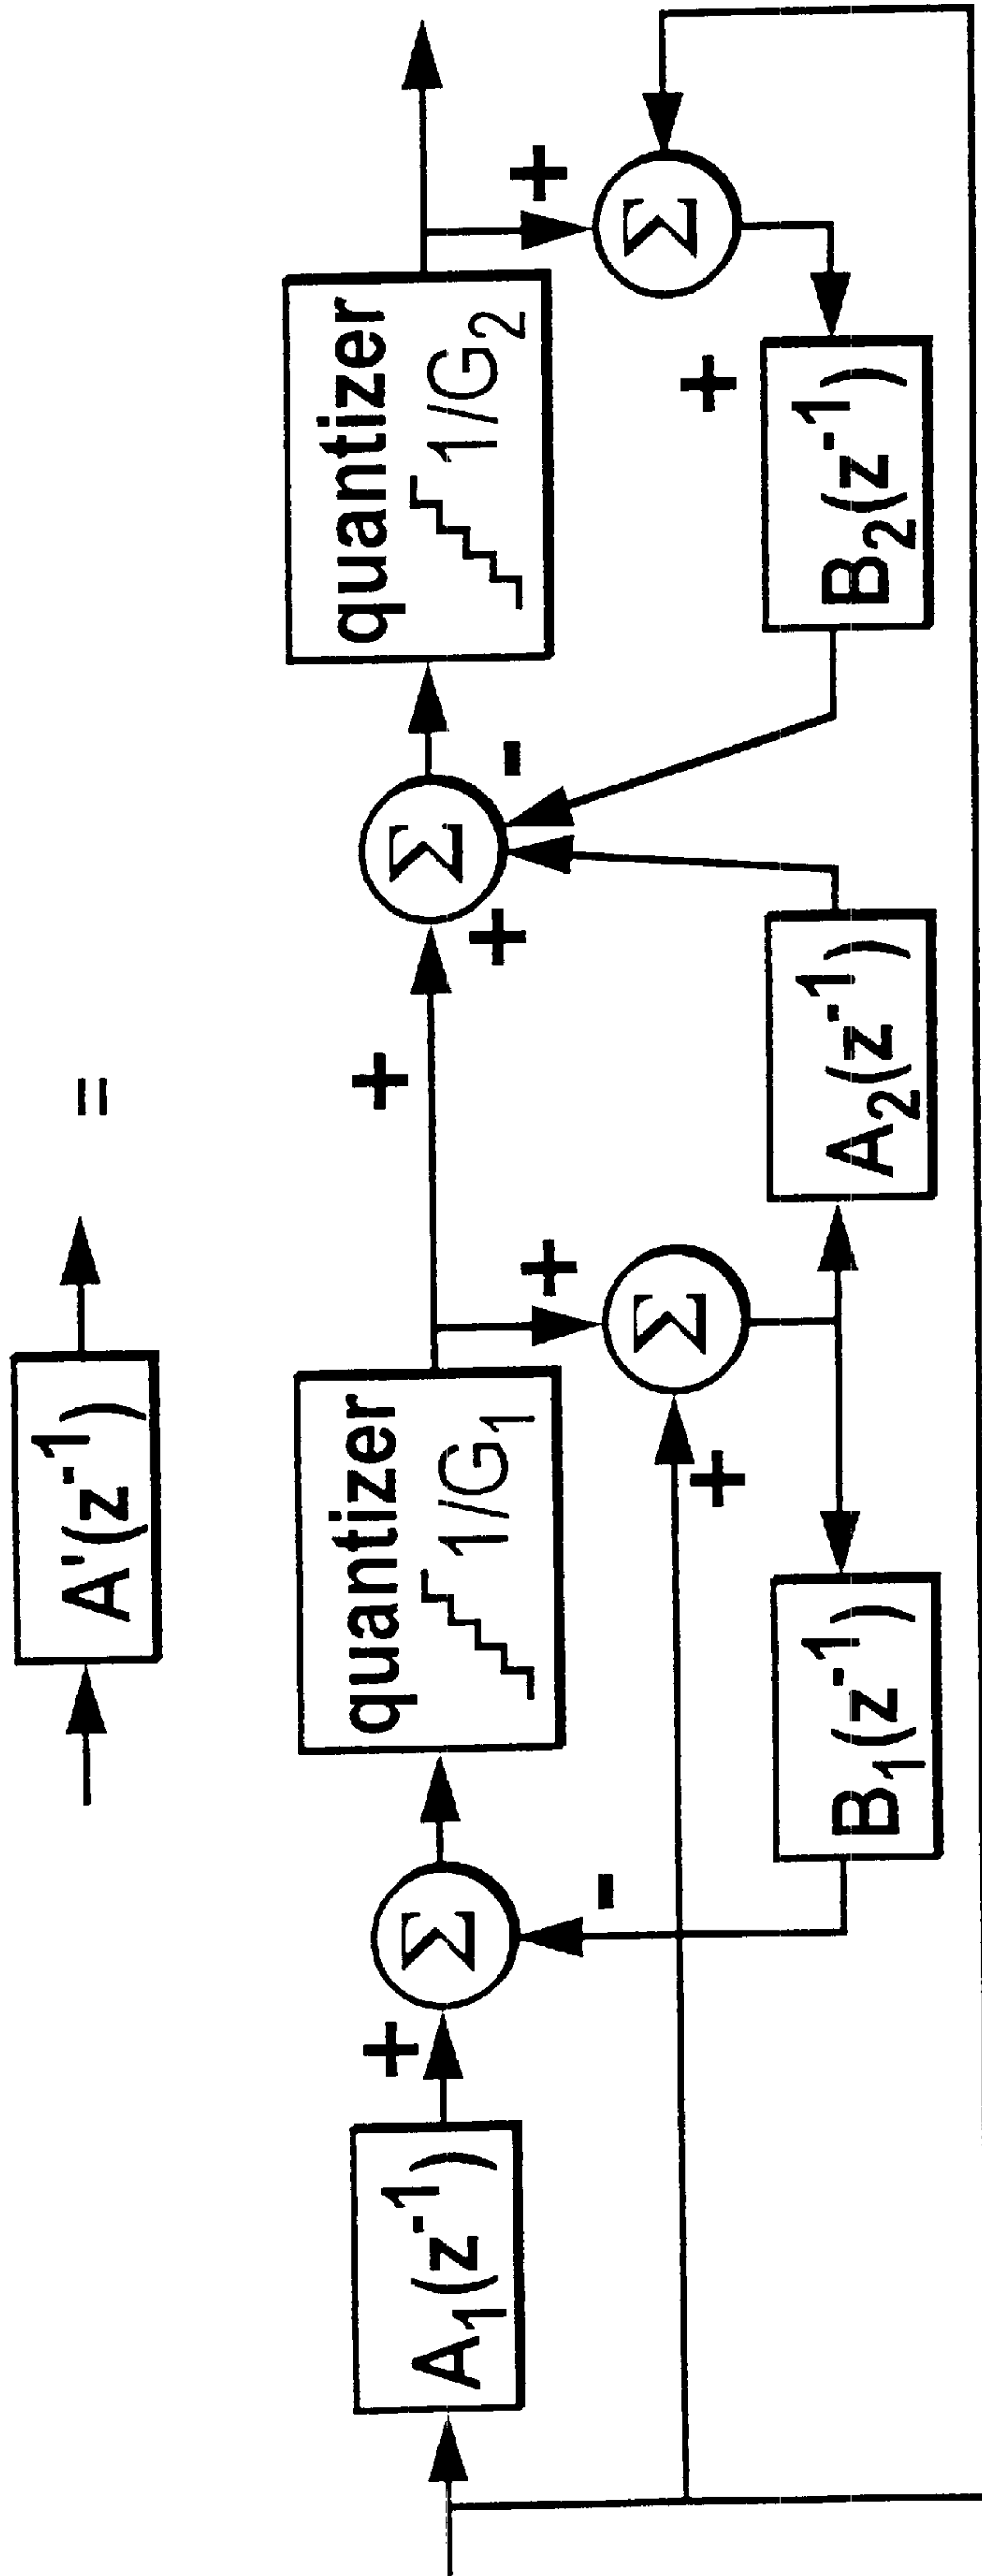 A'(z⁻¹) =
quantizer
1/G₁
quantizer
1/G₂
+
+
+
-
+
+
Σ
Σ
A₁(z⁻¹)
-
+
+
+
Σ
Σ
Σ
B₁(z⁻¹)
A₂(z⁻¹)
B₂(z⁻¹)